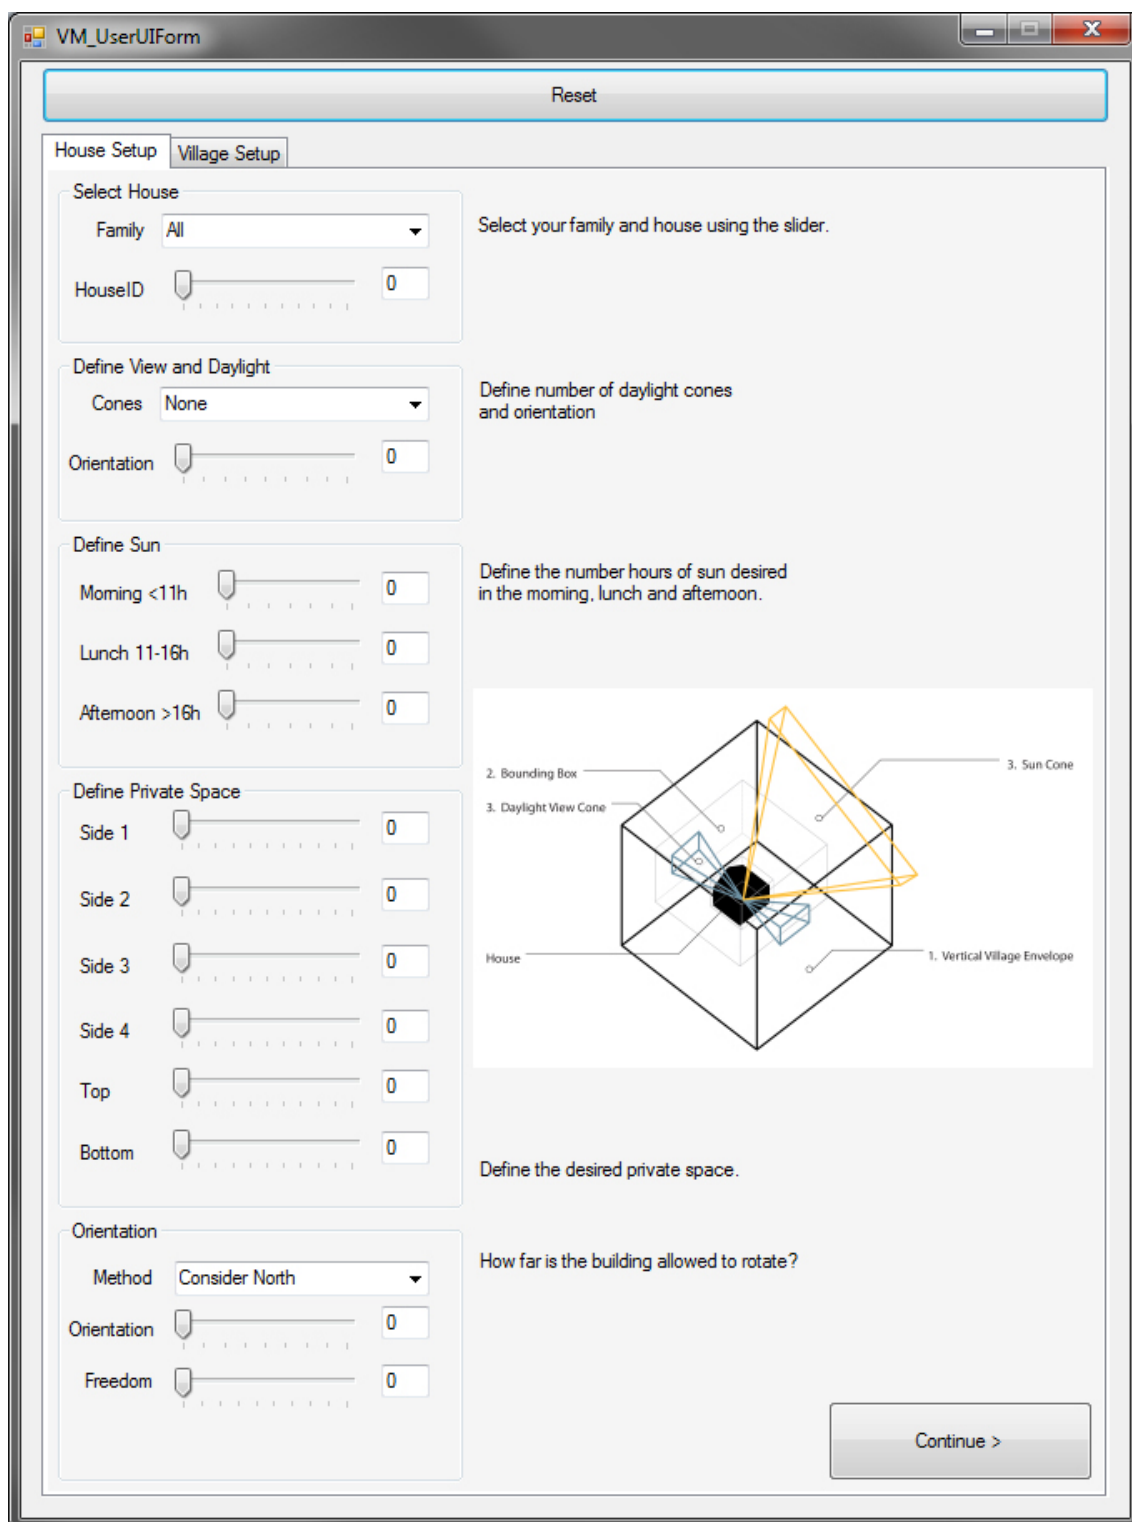 VM_UserUIForm
Reset
House Setup
Village Setup
Select House
Family
All
Select your family and house using the slider.
HouseID
0
Define View and Daylight
Cones
None
Define number of daylight cones
and orientation
Orientation
0
Define Sun
Morning <11h
0
Define the number hours of sun desired
in the morning, lunch and afternoon.
Lunch 11-16h
0
Afternoon >16h
0
2. Bounding Box
3. Sun Cone
3. Daylight View Cone
House
1. Vertical Village Envelope
Define Private Space
Side 1
0
Side 2
0
Side 3
0
Side 4
0
Top
0
Bottom
0
Define the desired private space.
Orientation
Method
Consider North
How far is the building allowed to rotate?
Orientation
0
Freedom
0
Continue >